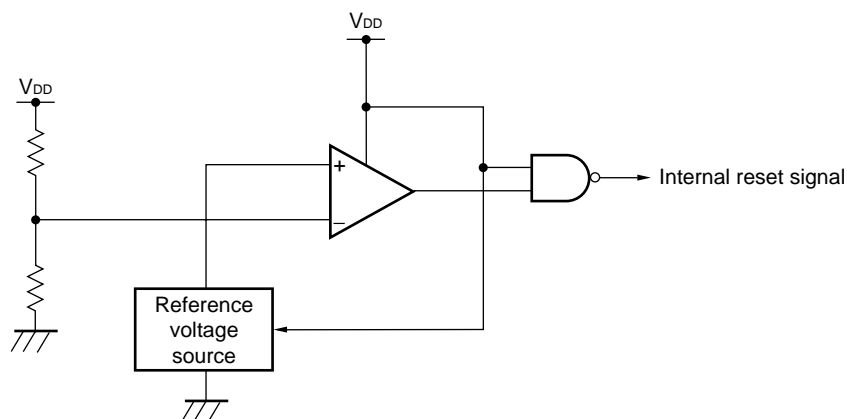 VDD
VDD
+
−
Internal reset signal
Reference
voltage
source